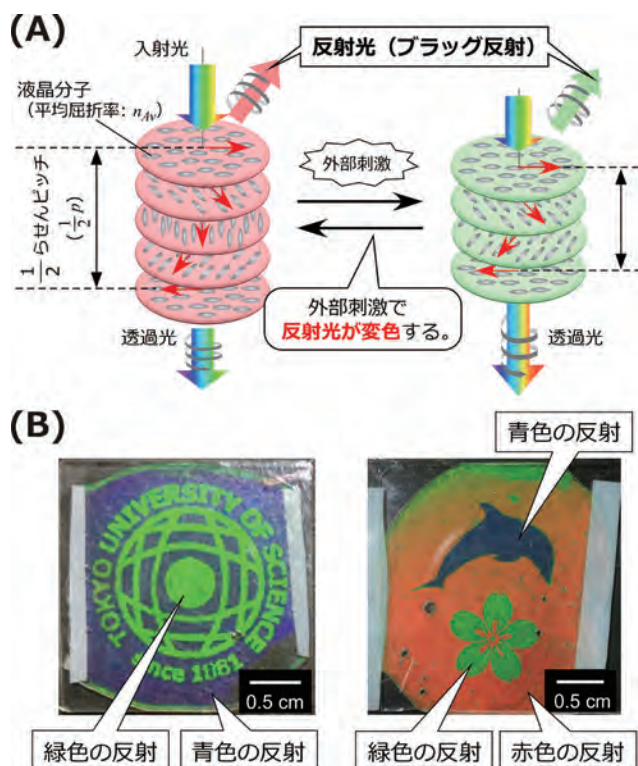 (A)
入射光
反射光（ブラッグ反射）
液晶分子
（平均屈折率: nAv）
外部刺激
1/2 らせんピッチ
(1/2 p)
外部刺激で
反射光が変色する。
透過光
透過光
(B)
青色の反射
TOKYO UNIVERSITY OF SCIENCE
since 1881
0.5 cm
0.5 cm
緑色の反射
青色の反射
緑色の反射
赤色の反射